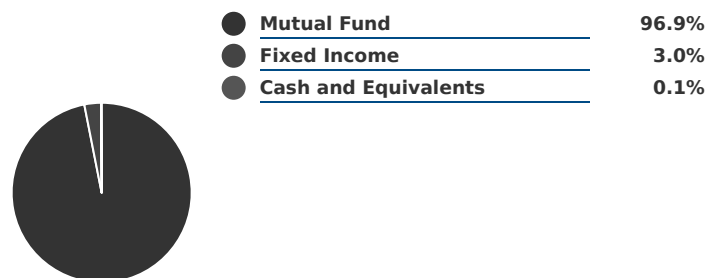 Mutual Fund 96.9%
Fixed Income 3.0%
Cash and Equivalents 0.1%